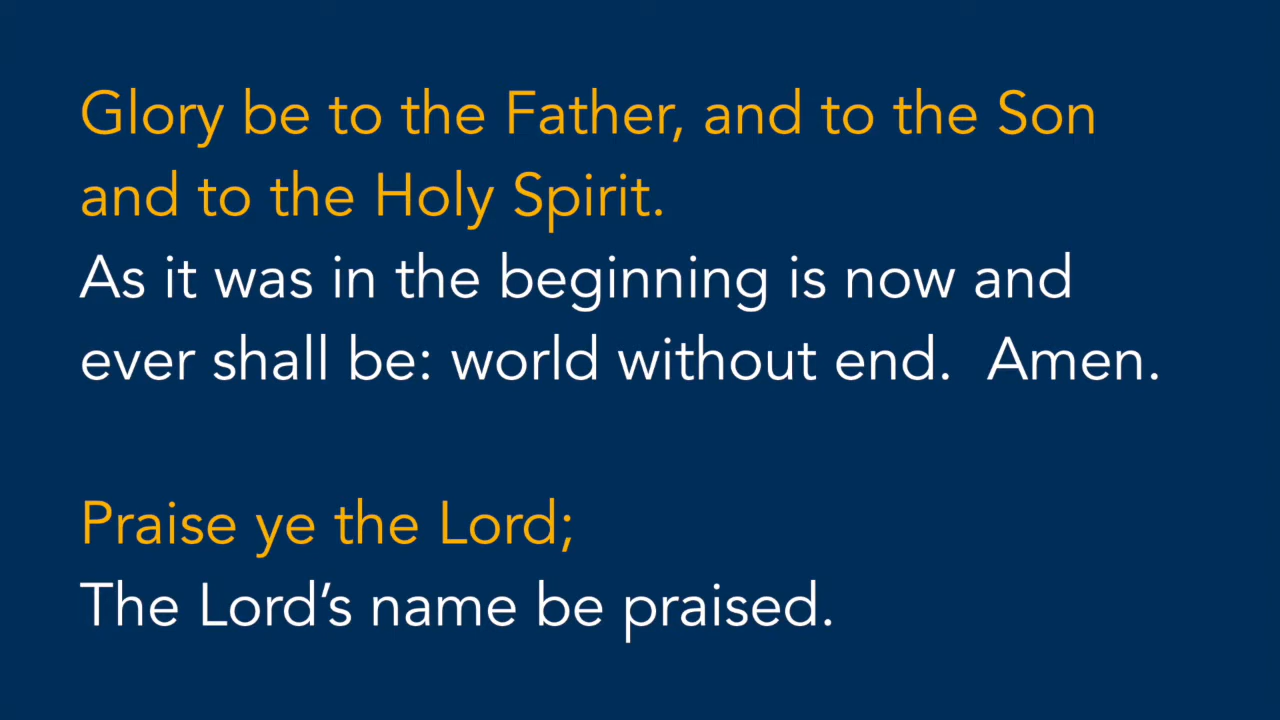 Glory be to the Father, and to the Son
and to the Holy Spirit.
As it was in the beginning is now and
ever shall be: world without end.  Amen.
Praise ye the Lord;
The Lord’s name be praised.